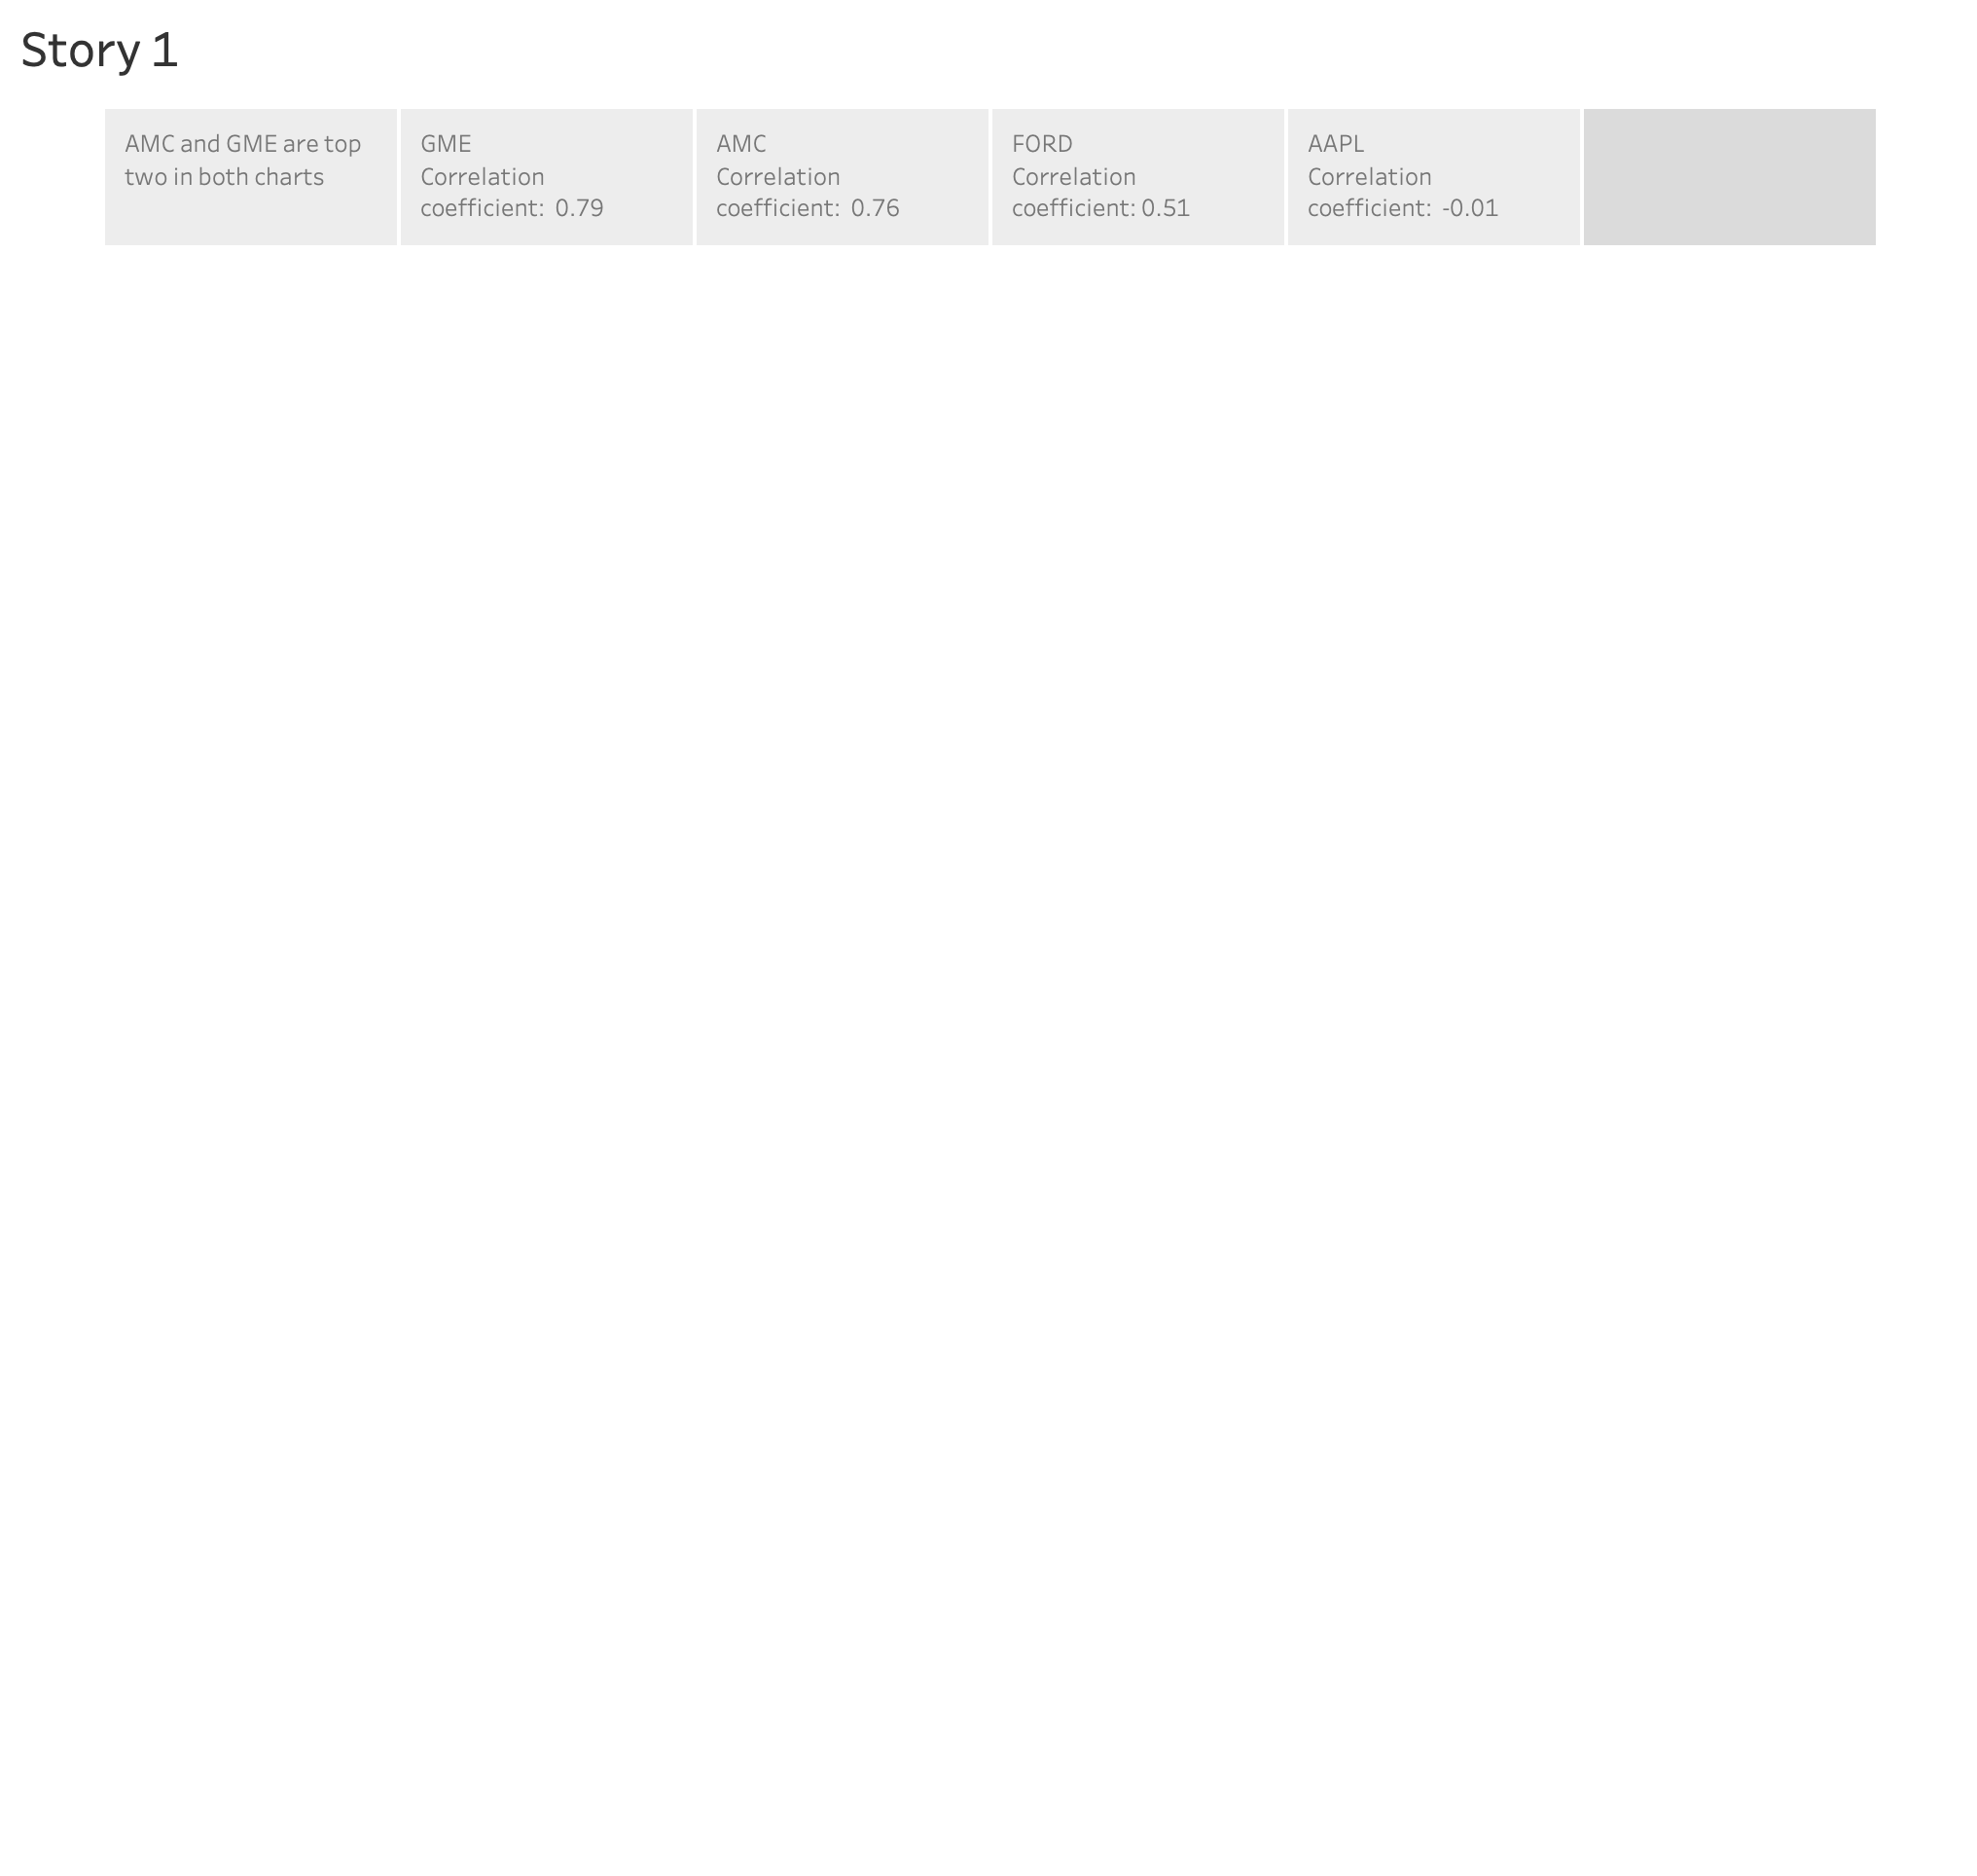 Story 1
AMC and GME are top
two in both charts
GME
Correlation
coefficient:  0.79
AMC
Correlation
coefficient:  0.76
FORD
Correlation
coefficient: 0.51
AAPL
Correlation
coefficient:  -0.01